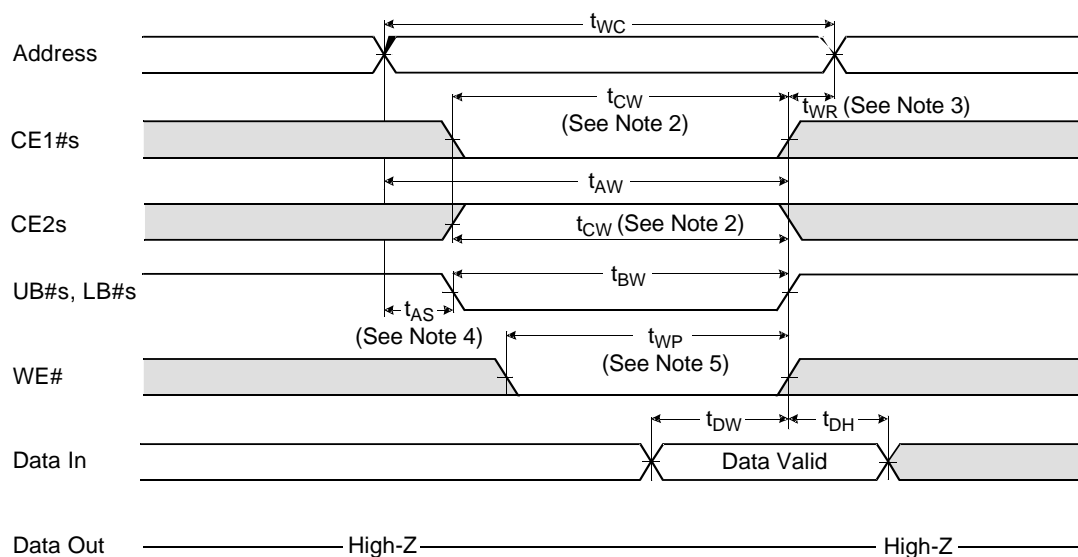 tWC
Address
tCW
(See Note 2)
tWR (See Note 3)
CE1#s
tAW
CE2s
tCW (See Note 2)
tBW
UB#s, LB#s
tAS
(See Note 4)
tWP
(See Note 5)
WE#
tDW
tDH
Data In
Data Valid
Data Out
High-Z
High-Z